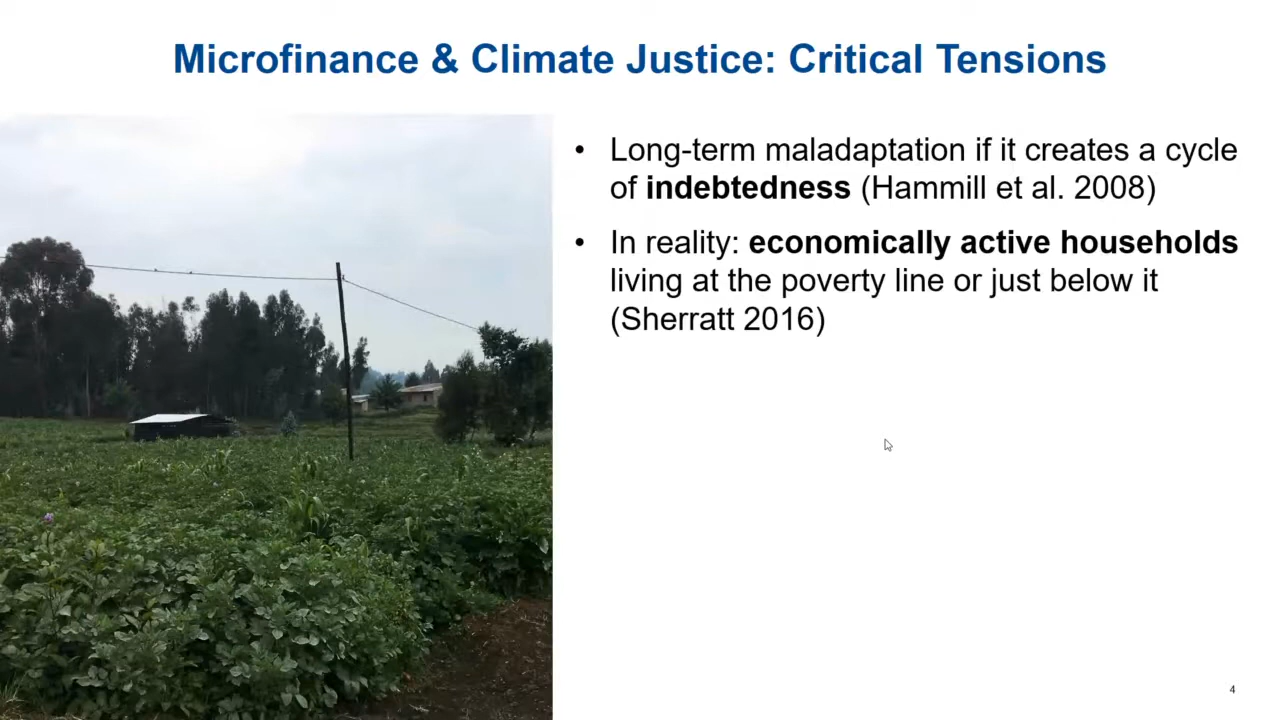 Microfinance & Climate Justice: Critical Tensions
• Long-term maladaptation if it creates a cycle
of indebtedness (Hammill et al. 2008)
• In reality: economically active households
living at the poverty line or just below it
(Sherratt 2016)
4